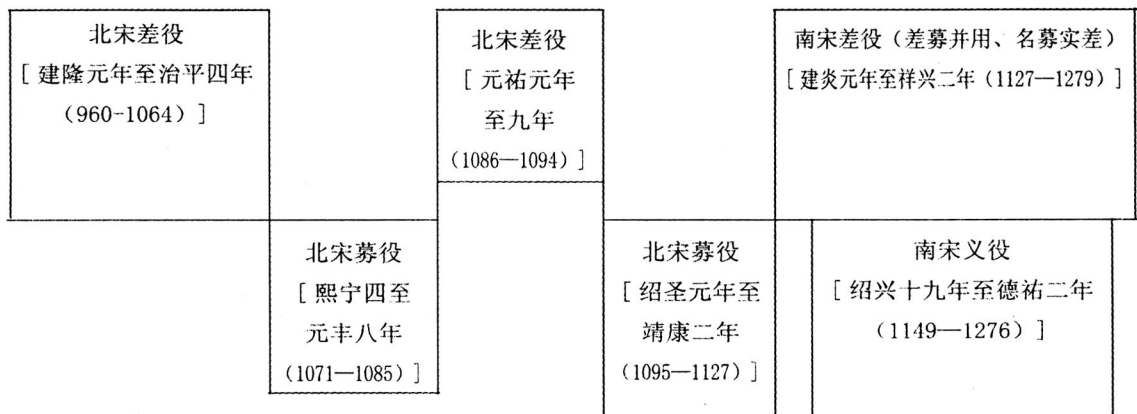 北宋差役
[ 建隆元年至治平四年
（960-1064）]
北宋差役
[ 元祐元年
至九年
（1086—1094）]
南宋差役（差募并用、名募实差）
[ 建炎元年至祥兴二年（1127—1279）]
北宋募役
[ 熙宁四至
元丰八年
（1071—1085）]
北宋募役
[ 绍圣元年至
靖康二年
（1095—1127）]
南宋义役
[ 绍兴十九年至德祐二年
（1149—1276）]